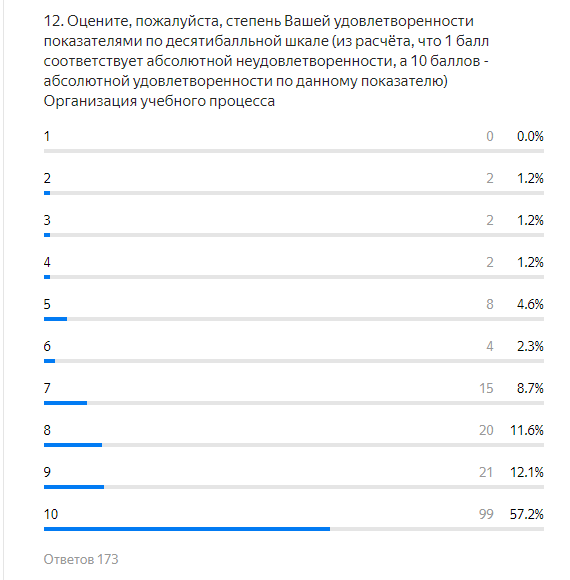 12. Оцените, пожалуйста, степень Вашей удовлетворенности
показателями по десятибалльной шкале (из расчёта, что 1 балл
соответствует абсолютной неудовлетворенности, а 10 баллов -
абсолютной удовлетворенности по данному показателю)
Организация учебного процесса
1 0 0.0%
2 2 1.2%
3 2 1.2%
4 2 1.2%
5 8 4.6%
6 4 2.3%
7 15 8.7%
8 20 11.6%
9 21 12.1%
10 99 57.2%
Ответов 173